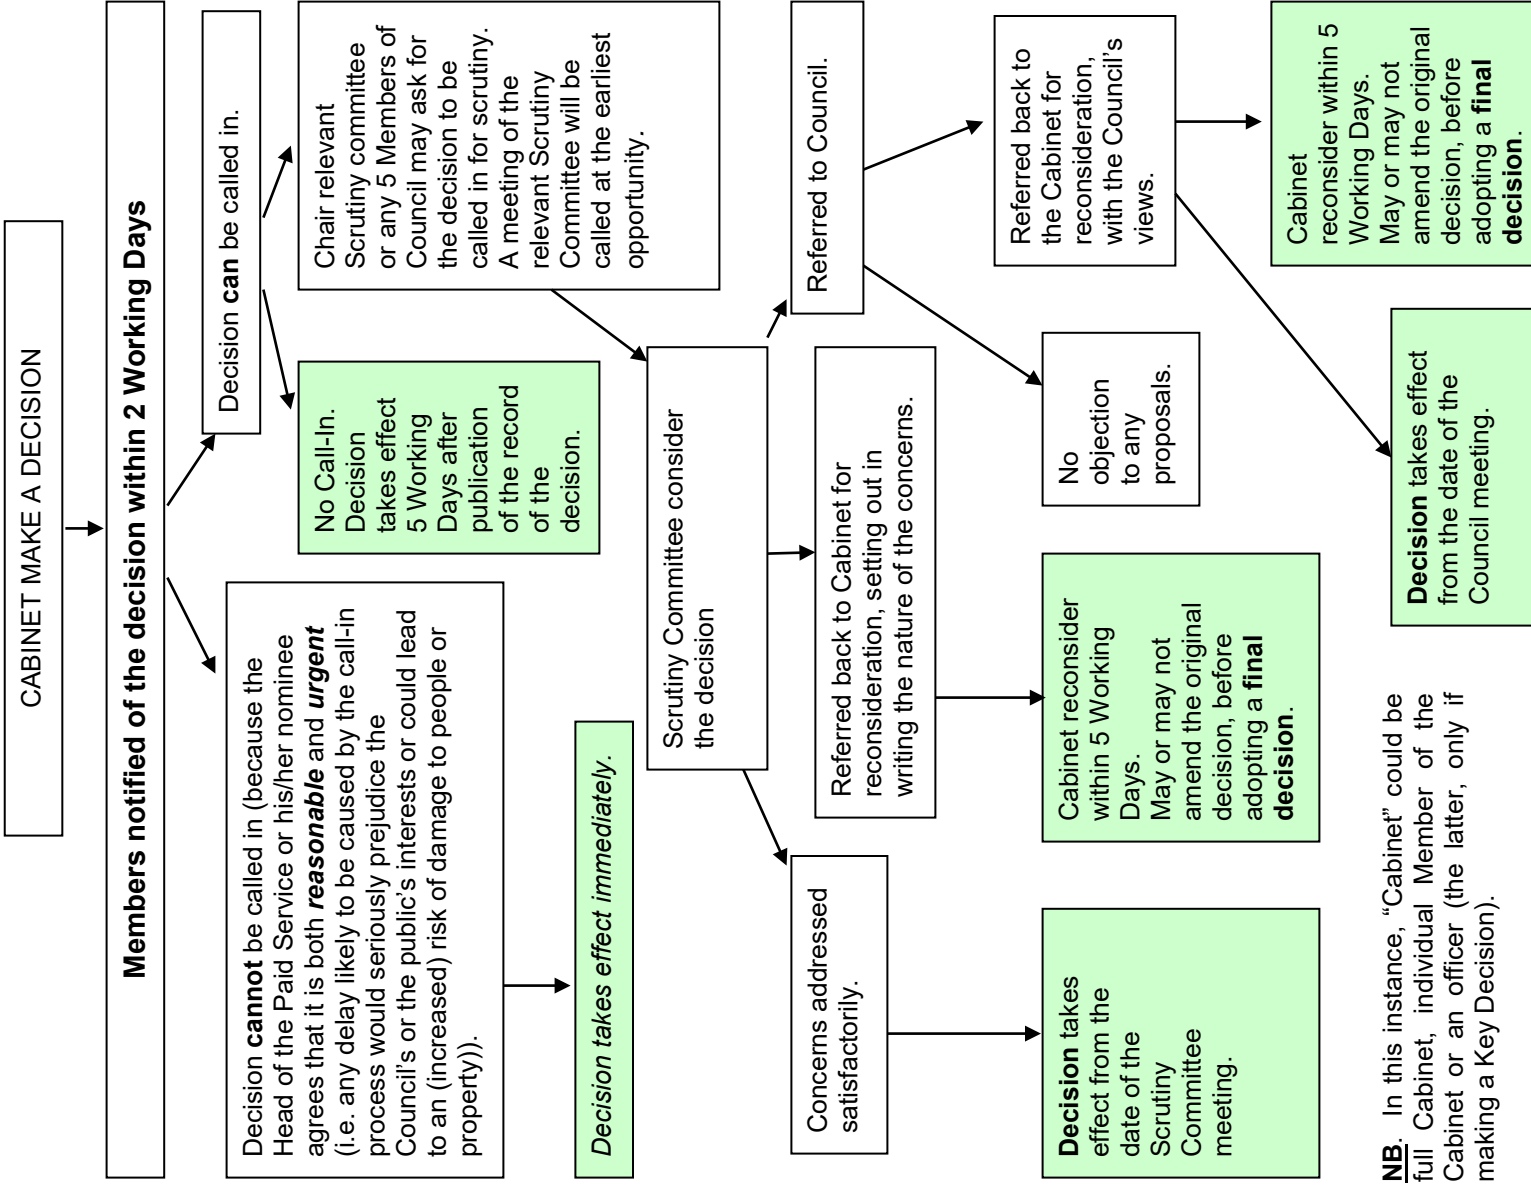 CABINET MAKE A DECISION
Members notified of the decision within 2 Working Days
Decision cannot be called in (because the
Head of the Paid Service or his/her nominee
agrees that it is both reasonable and urgent
(i.e. any delay likely to be caused by the call-in
process would seriously prejudice the
Council's or the public's interests or could lead
to an (increased) risk of damage to people or
property)).
Decision takes effect immediately.
Decision can be called in.
No Call-In.
Decision
takes effect
5 Working
Days after
publication
of the record
of the
decision.
Chair relevant
Scrutiny committee
or any 5 Members of
Council may ask for
the decision to be
called in for scrutiny.
A meeting of the
relevant Scrutiny
Committee will be
called at the earliest
opportunity.
Scrutiny Committee consider
the decision
Concerns addressed
satisfactorily.
Referred back to Cabinet for
reconsideration, setting out in
writing the nature of the concerns.
Referred to Council.
No
objection
to any
proposals.
Referred back to
the Cabinet for
reconsideration,
with the Council's
views.
Decision takes
effect from the
date of the
Scrutiny
Committee
meeting.
Cabinet reconsider
within 5 Working
Days.
May or may not
amend the original
decision, before
adopting a final
decision.
Decision takes effect
from the date of the
Council meeting.
Cabinet
reconsider within 5
Working Days.
May or may not
amend the original
decision, before
adopting a final
decision.
NB. In this instance, "Cabinet" could be
full Cabinet, individual Member of the
Cabinet or an officer (the latter, only if
making a Key Decision).